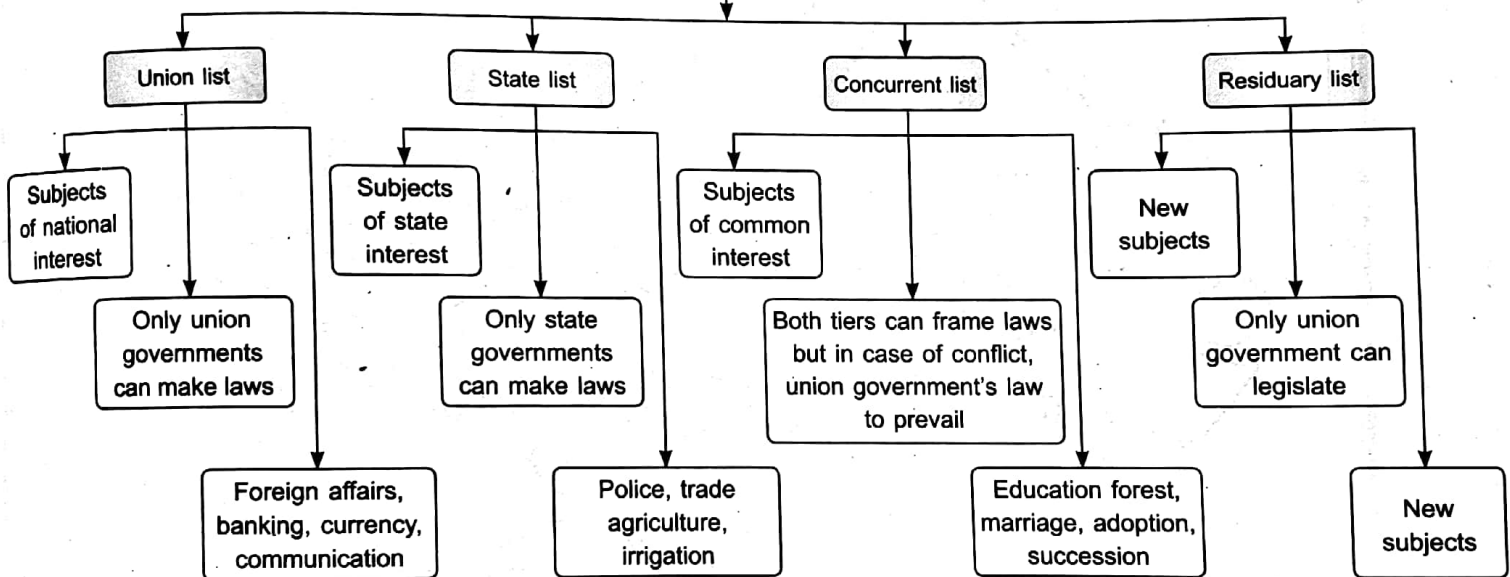 Union list
State list
Concurrent list
Residuary list
Subjects
of national
interest
Subjects
of state
interest
Subjects
of common
interest
New
subjects
Only union
governments
can make laws
Only state
governments
can make laws
Both tiers can frame laws
but in case of conflict,
union government's law
to prevail
Only union
government can
legislate
Foreign affairs,
banking, currency,
communication
Police, trade
agriculture,
irrigation
Education forest,
marriage, adoption,
succession
New
subjects